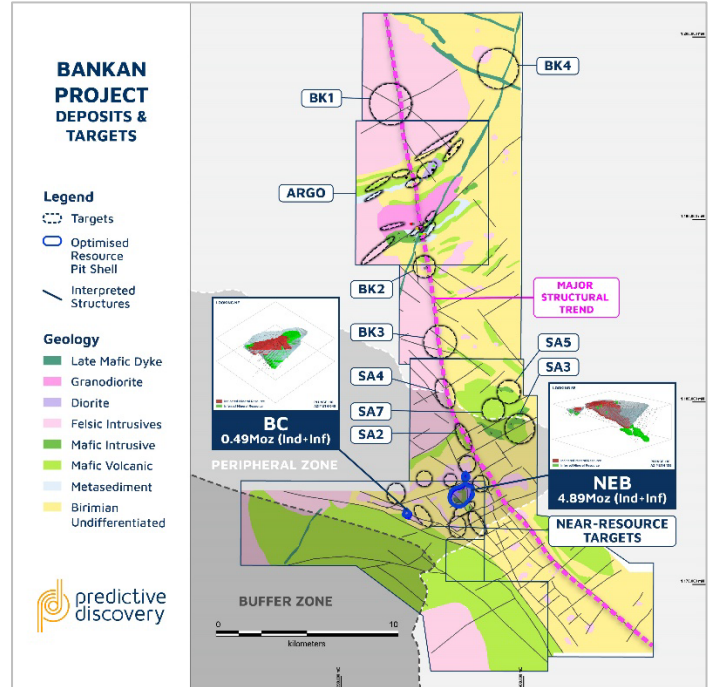 BANKAN
PROJECT
DEPOSITS &
TARGETS
Legend
Targets
Optimised
Resource
Pit Shell
Interpreted
Structures
Geology
Late Mafic Dyke
Granodiorite
Diorite
Felsic Intrusives
Mafic Intrusive
Mafic Volcanic
Metasediment
Birimian
Undifferentiated
predictive
discovery
BK4
BK1
ARGO
BK2
MAJOR
STRUCTURAL
TREND
BK3
SA5
SA3
SA4
SA7
SA2
BC
0.49Moz (Ind+Inf)
NEB
4.89Moz (Ind+Inf)
PERIPHERAL ZONE
NEAR-RESOURCE
TARGETS
BUFFER ZONE
0 10
kilometers